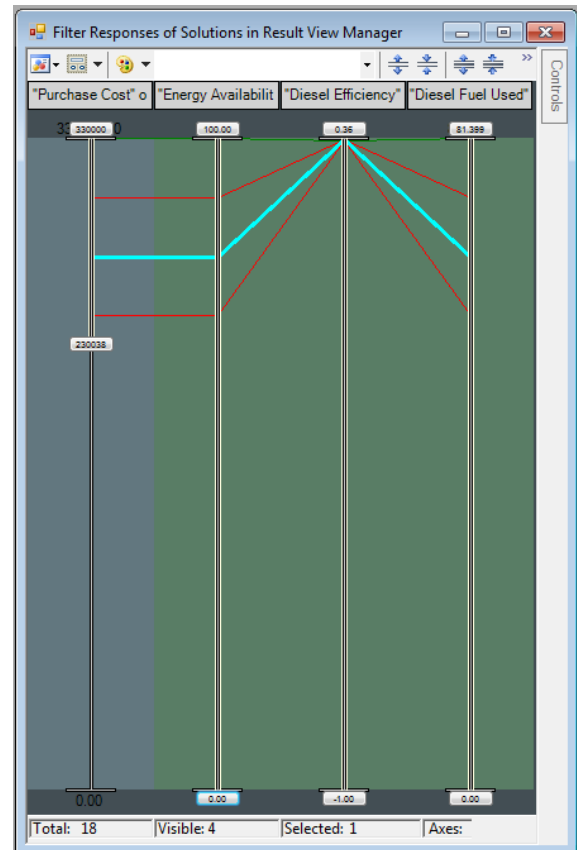 Filter Responses of Solutions in Result View Manager
»
Controls
"Purchase Cost" o "Energy Availabilit "Diesel Efficiency" "Diesel Fuel Used"
330000 100.00 0.36 81.399
230038
0.00 0.00 -1.00 0.00
Total: 18 Visible: 4 Selected: 1 Axes: